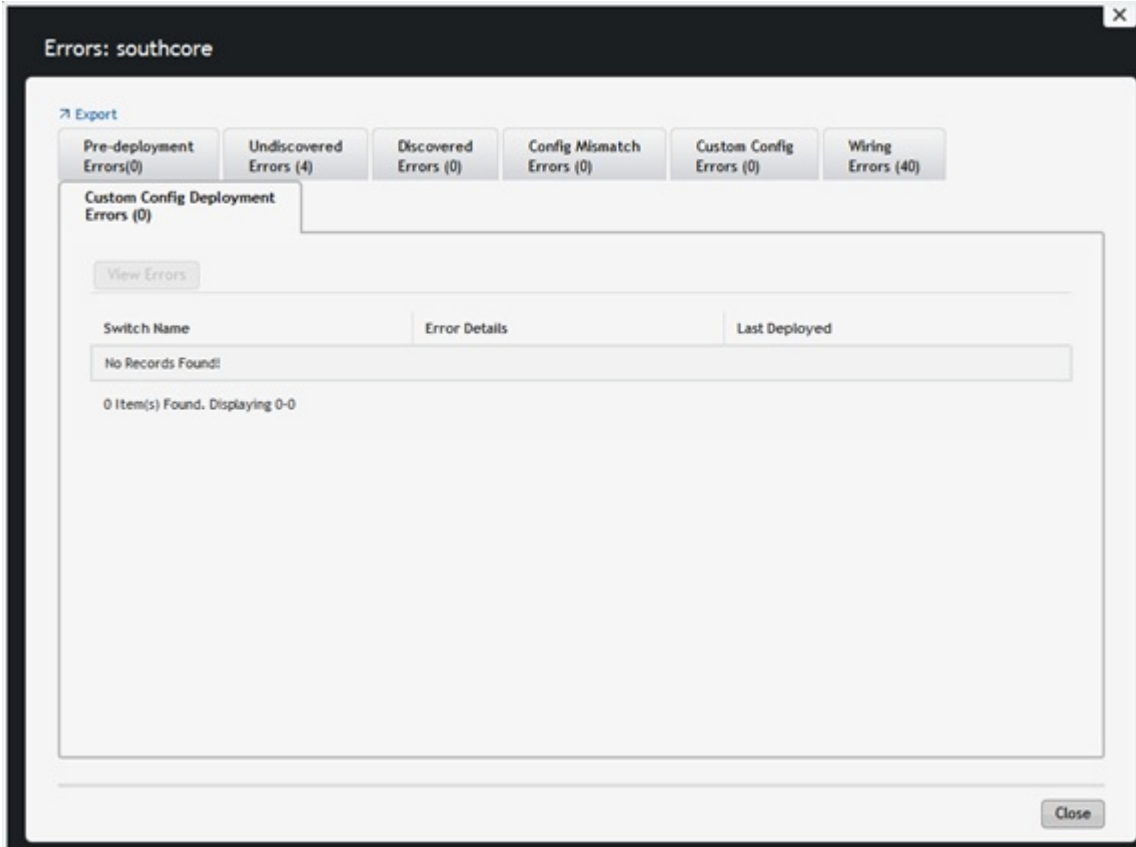 Errors: southcore
Export
Pre-deployment
Errors(0)
Undiscovered
Errors (4)
Discovered
Errors (0)
Config Mismatch
Errors (0)
Custom Config
Errors (0)
Wiring
Errors (40)
Custom Config Deployment
Errors (0)
View Errors
Switch Name Error Details Last Deployed
No Records Found!
0 Item(s) Found. Displaying 0-0
Close